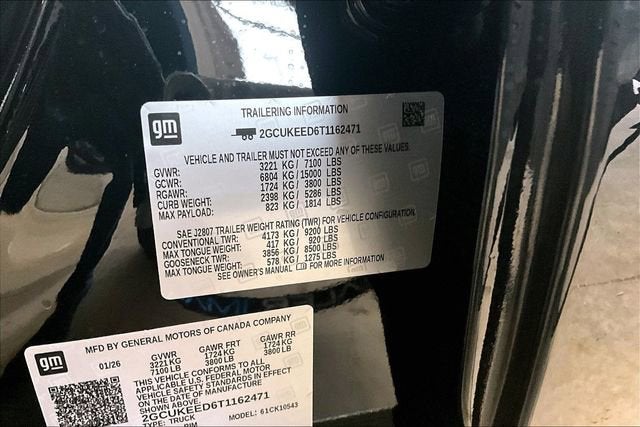 gm
TRAILERING INFORMATION
2GCUKEED6T1162471
VEHICLE AND TRAILER MUST NOT EXCEED ANY OF THESE VALUES.
GVWR: 3221 KG / 7100 LBS
GCWR: 6804 KG / 15000 LBS
RGAWR: 1724 KG / 3800 LBS
CURB WEIGHT: 2398 KG / 5286 LBS
MAX PAYLOAD: 823 KG / 1814 LBS
SAE J2807 TRAILER WEIGHT RATING (TWR) FOR VEHICLE CONFIGURATION.
CONVENTIONAL TWR: 4173 KG / 9200 LBS
MAX TONGUE WEIGHT: 417 KG / 920 LBS
GOOSENECK TWR: 3856 KG / 8500 LBS
MAX TONGUE WEIGHT: 578 KG / 1275 LBS
SEE OWNER'S MANUAL FOR MORE INFORMATION
gm
MFD BY GENERAL MOTORS OF CANADA COMPANY
01/26 GVWR GAWR FRT GAWR RR
3221KG 1724KG 1724KG
7100LB 3800LB 3800LB
THIS VEHICLE CONFORMS TO ALL
APPLICABLE U.S. FEDERAL MOTOR
VEHICLE SAFETY STANDARDS IN EFFECT
ON THE DATE OF MANUFACTURE
SHOWN ABOVE.
2GCUKEED6T1162471
TYPE: TRUCK MODEL: 61CK10543
RIM